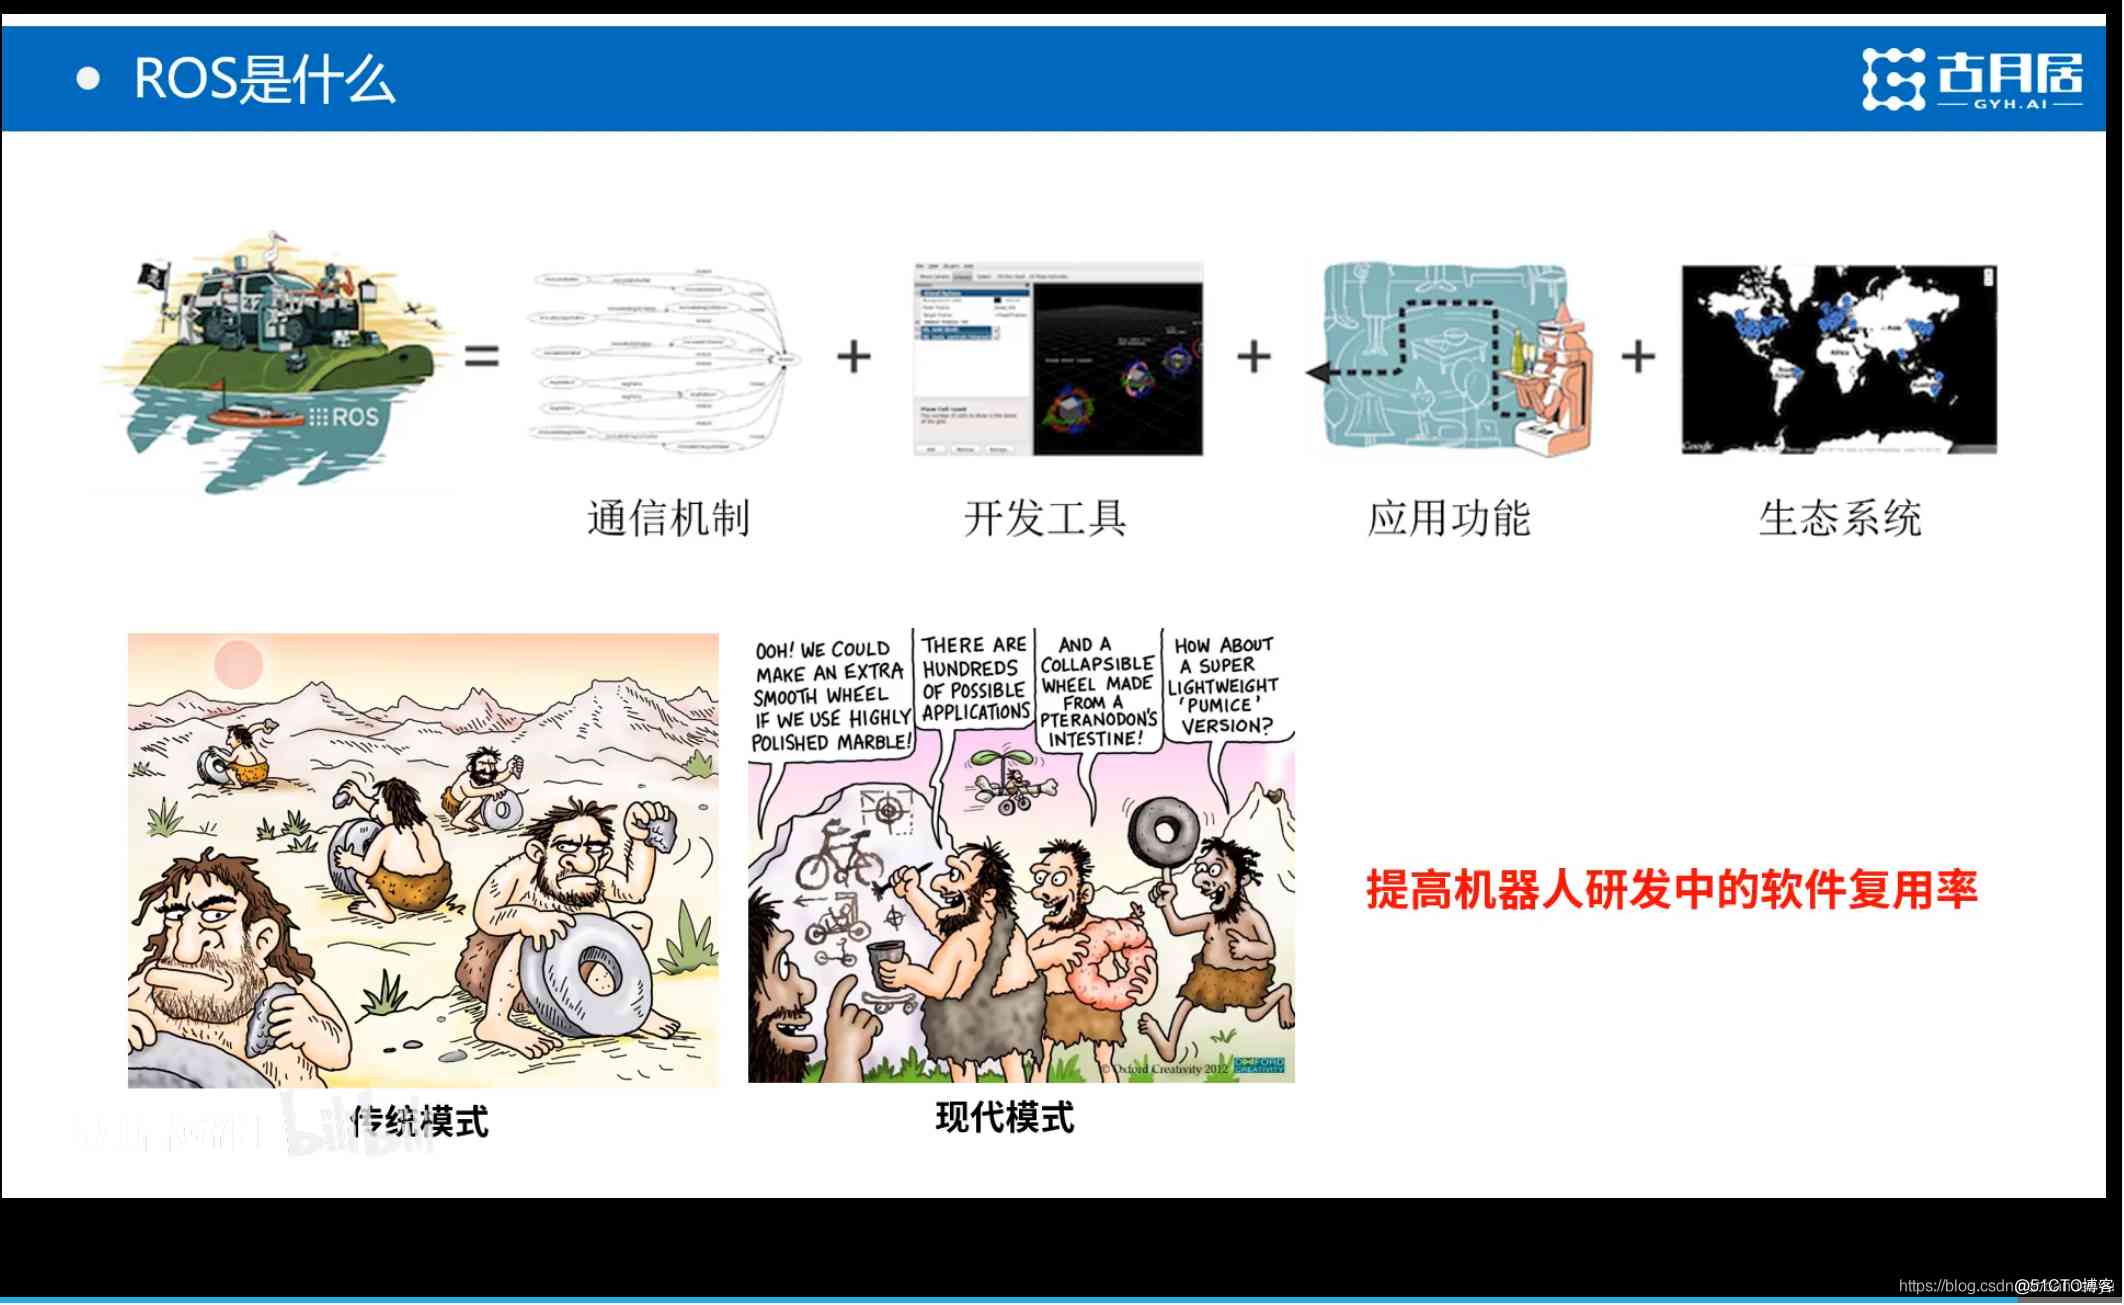 ROS是什么
古月居
GYH.AI
ROS
=
+
+
+
通信机制
开发工具
应用功能
生态系统
OOH! WE COULD
MAKE AN EXTRA
SMOOTH WHEEL
IF WE USE HIGHLY
POLISHED MARBLE!
THERE ARE
HUNDREDS
OF POSSIBLE
APPLICATIONS
AND A
COLLAPSIBLE
WHEEL MADE
FROM A
PTERANODON'S
INTESTINE!
HOW ABOUT
A SUPER
LIGHTWEIGHT
'PUMICE'
VERSION?
© Oxford Creativity 2012
OXFORD
CREATIVITY
提高机器人研发中的软件复用率
传统模式
现代模式
bilibili
https://blog.csdn
@51CTO博客